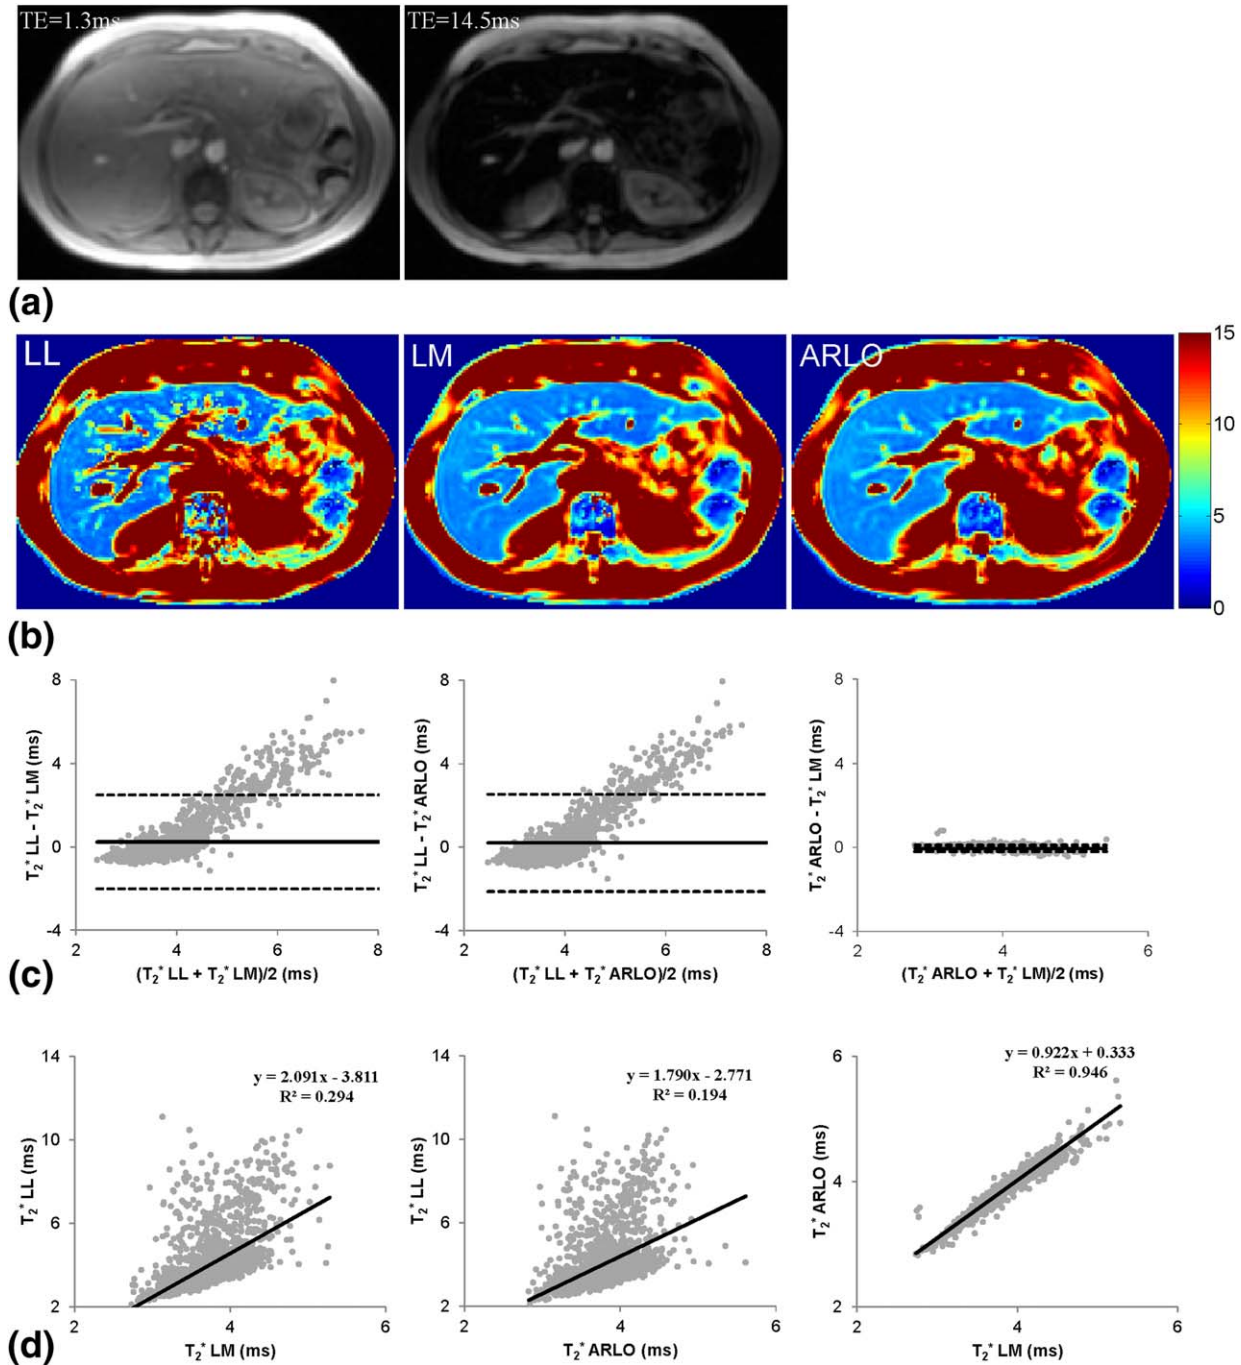 TE=1.3ms
TE=14.5ms
(a)
LL
LM
ARLO
15
10
5
0
(b)
8
4
0
-4
T2* LL - T2* LM (ms)
2
4
6
8
(T2* LL + T2* LM)/2 (ms)
8
4
0
-4
T2* LL - T2* ARLO (ms)
2
4
6
8
(T2* LL + T2* ARLO)/2 (ms)
8
4
0
-4
T2* ARLO - T2* LM (ms)
2
4
6
(T2* ARLO + T2* LM)/2 (ms)
(c)
14
10
6
2
T2* LL (ms)
y = 2.091x - 3.811
R² = 0.294
2
4
6
T2* LM (ms)
14
10
6
2
T2* LL (ms)
y = 1.790x - 2.771
R² = 0.194
2
4
6
T2* ARLO (ms)
6
4
2
T2* ARLO (ms)
y = 0.922x + 0.333
R² = 0.946
2
4
6
T2* LM (ms)
(d)